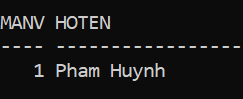 MANV HOTEN
---- -----------------
1 Pham Huynh